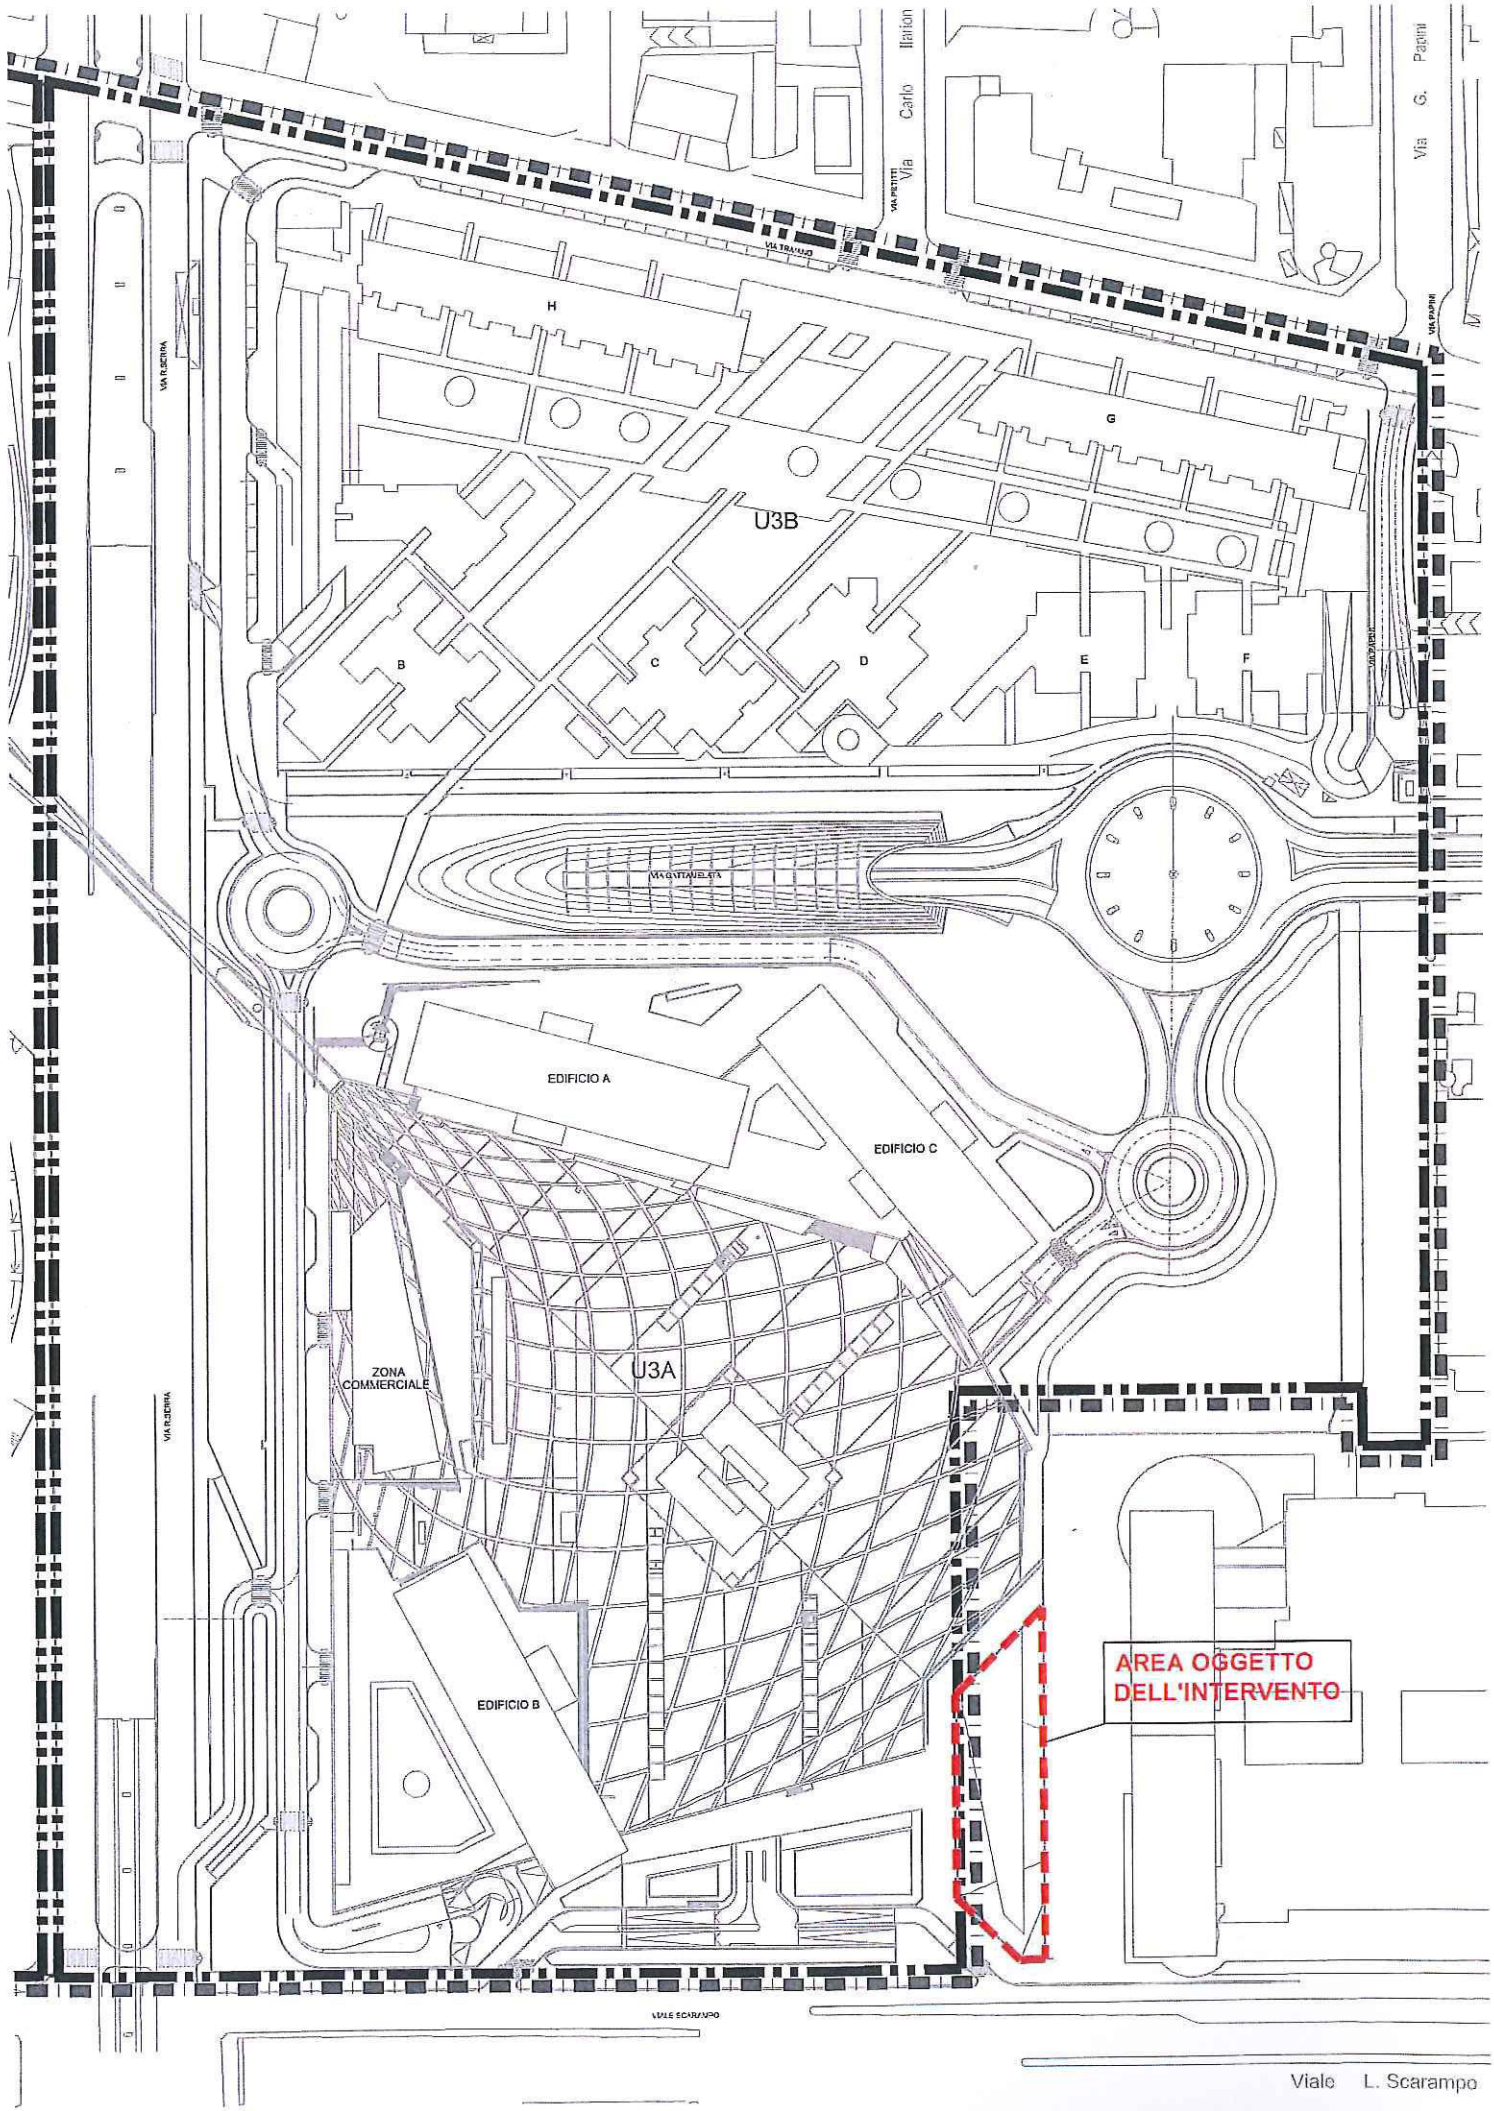 Via Carlo Ilarion
Via G. Papini
VIA PETITTI
VIA TRAIANO
VIA PAPINI
VIA R.SERRA
H
G
U3B
B
C
D
E
F
VIA PAPINI
VIA GATTAMELATA
EDIFICIO A
EDIFICIO C
ZONA
COMMERCIALE
U3A
VIA R.SERRA
EDIFICIO B
AREA OGGETTO
DELL'INTERVENTO
VIALE SCARAMPO
Viale L. Scarampo